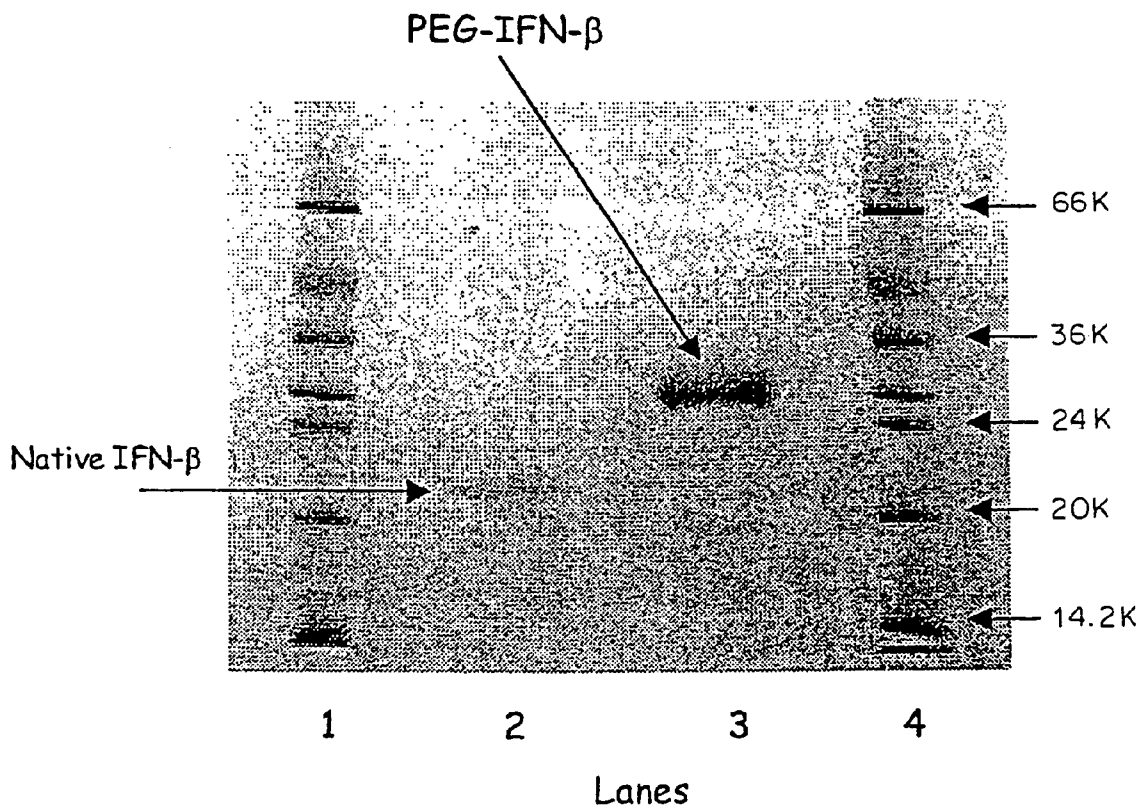 PEG-IFN-β
66K
36K
24K
Native IFN-β
20K
14.2K
1 2 3 4
Lanes